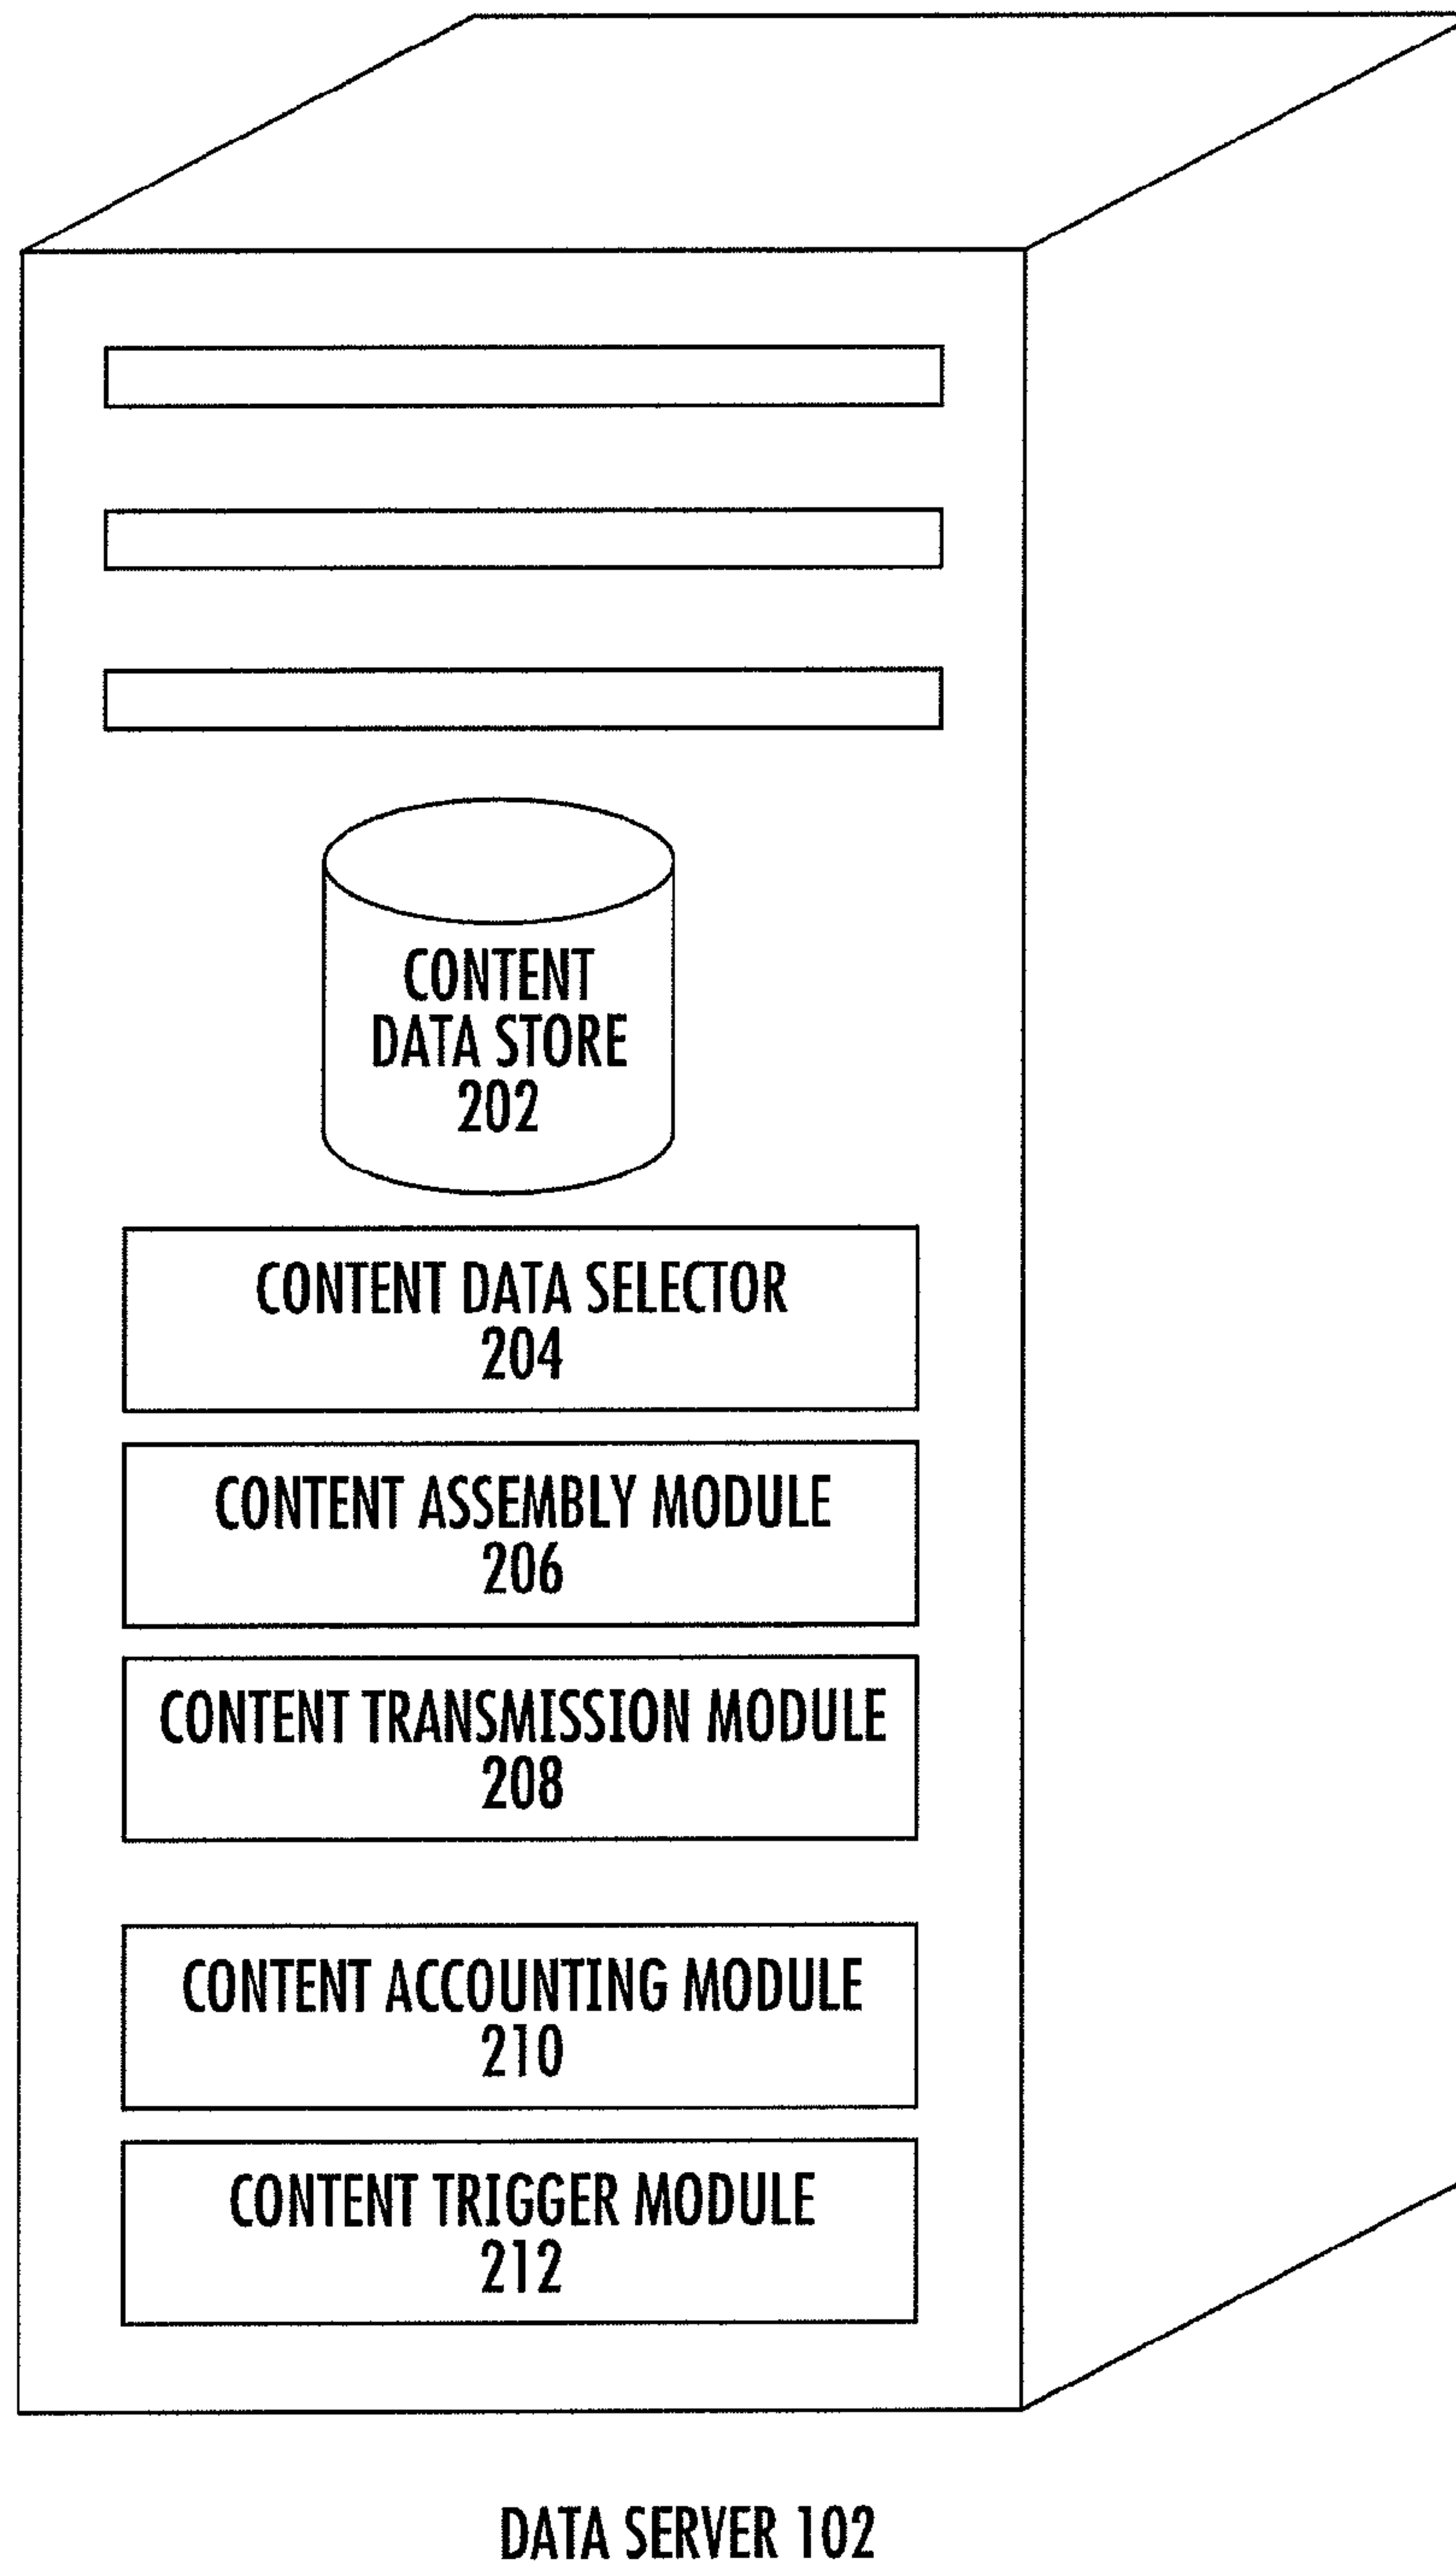 CONTENT
DATA STORE
202
CONTENT DATA SELECTOR
204
CONTENT ASSEMBLY MODULE
206
CONTENT TRANSMISSION MODULE
208
CONTENT ACCOUNTING MODULE
210
CONTENT TRIGGER MODULE
212
DATA SERVER 102